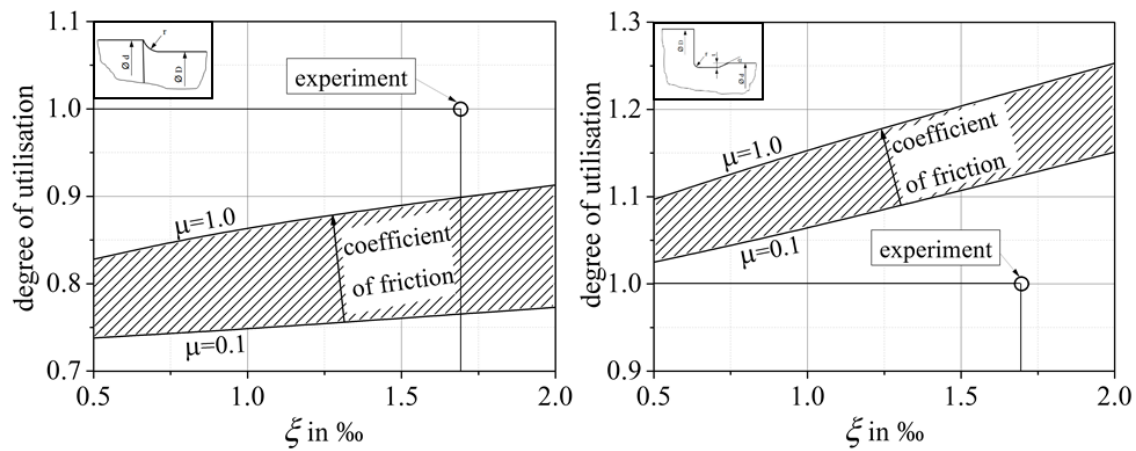 1.2
1.1
1.0
0.9
0.8
0.7
degree of utilisation
r
Ø d
Ø D
experiment
μ=1.0
μ=0.1
coefficient
of friction
0.5 1.0 1.5 2.0
ξ in ‰
1.3
1.2
1.1
1.0
0.9
degree of utilisation
Ø D
r
t
Ø d
μ=1.0
μ=0.1
coefficient
of friction
experiment
0.5 1.0 1.5 2.0
ξ in ‰